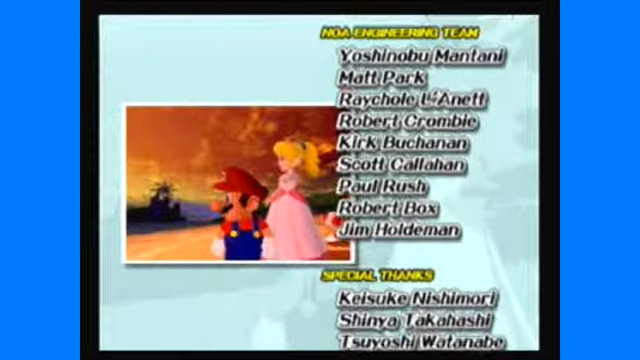 NOA ENGINEERING TEAM
Yoshinobu Mantani
Matt Park
Raychole L'Anett
Robert Crombie
Kirk Buchanan
Scott Callahan
Paul Rush
Robert Box
Jim Holdeman
SPECIAL THANKS
Keisuke Nishimori
Shinya Takahashi
Tsuyoshi Watanabe